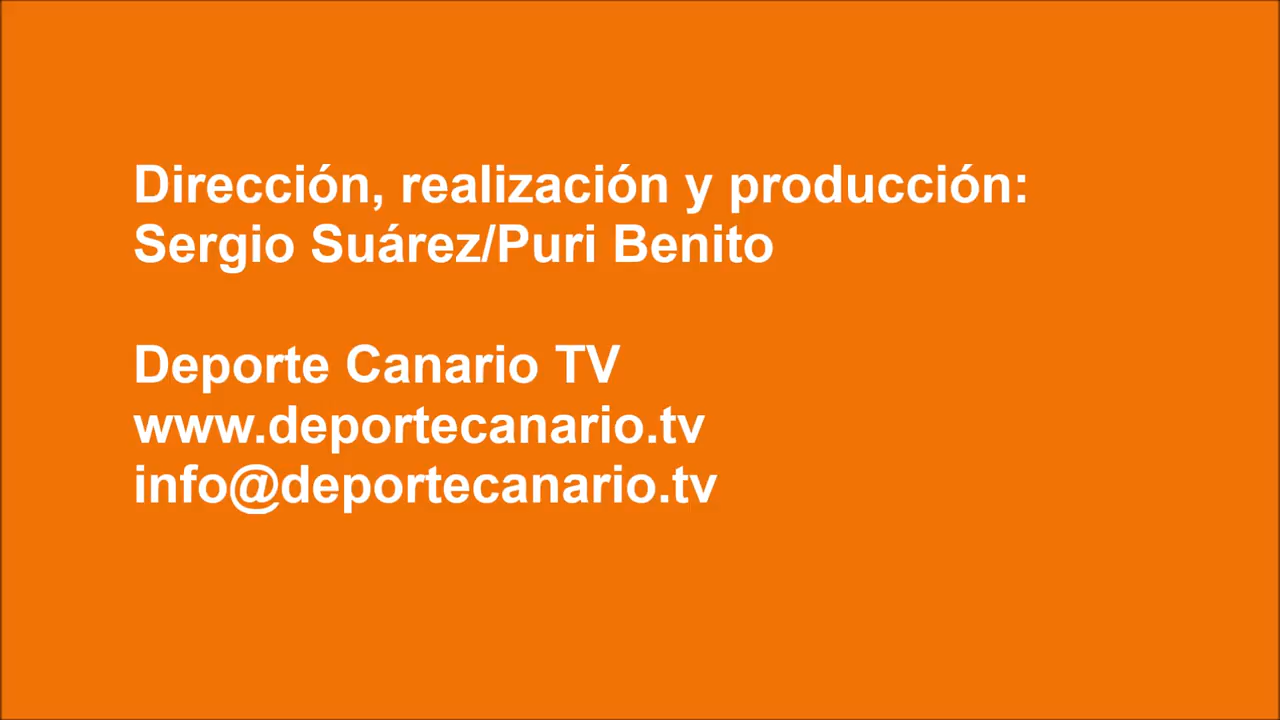 Dirección, realización y producción:
Sergio Suárez/Puri Benito
Deporte Canario TV
www.deportecanario.tv
info@deportecanario.tv